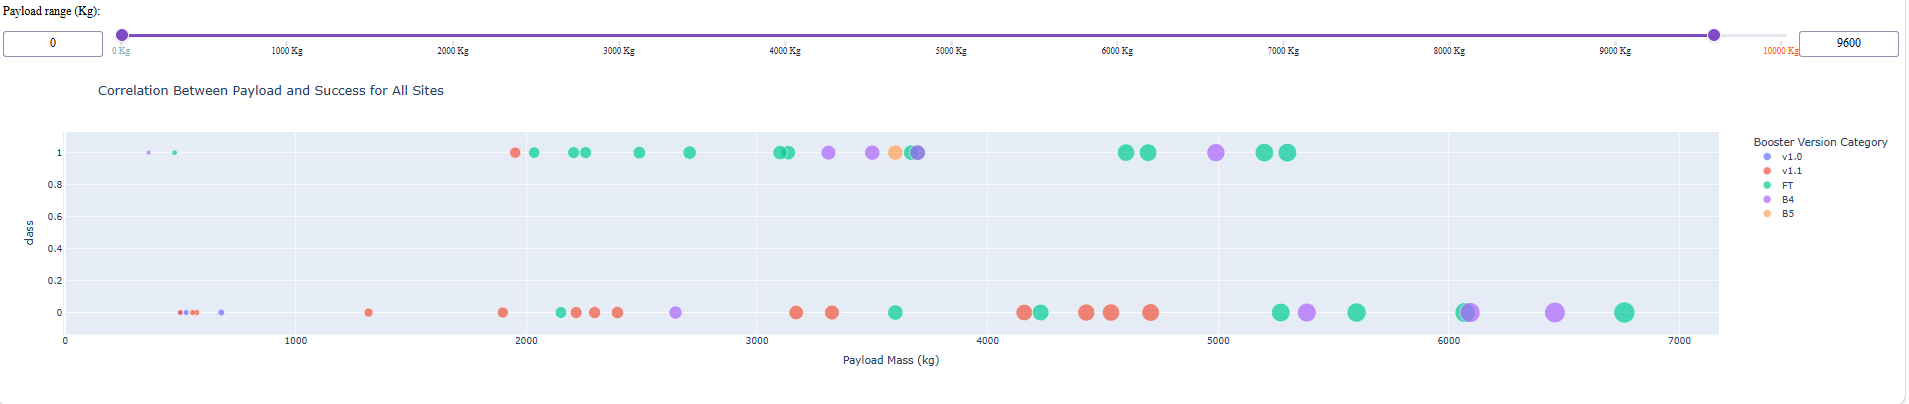 Payload range (Kg):
0
0 Kg 1000 Kg 2000 Kg 3000 Kg 4000 Kg 5000 Kg 6000 Kg 7000 Kg 8000 Kg 9000 Kg 10000 Kg
9600
Correlation Between Payload and Success for All Sites
1
0.8
0.6
0.4
0.2
0
class
0 1000 2000 3000 4000 5000 6000 7000
Payload Mass (kg)
Booster Version Category
v1.0
v1.1
FT
B4
B5